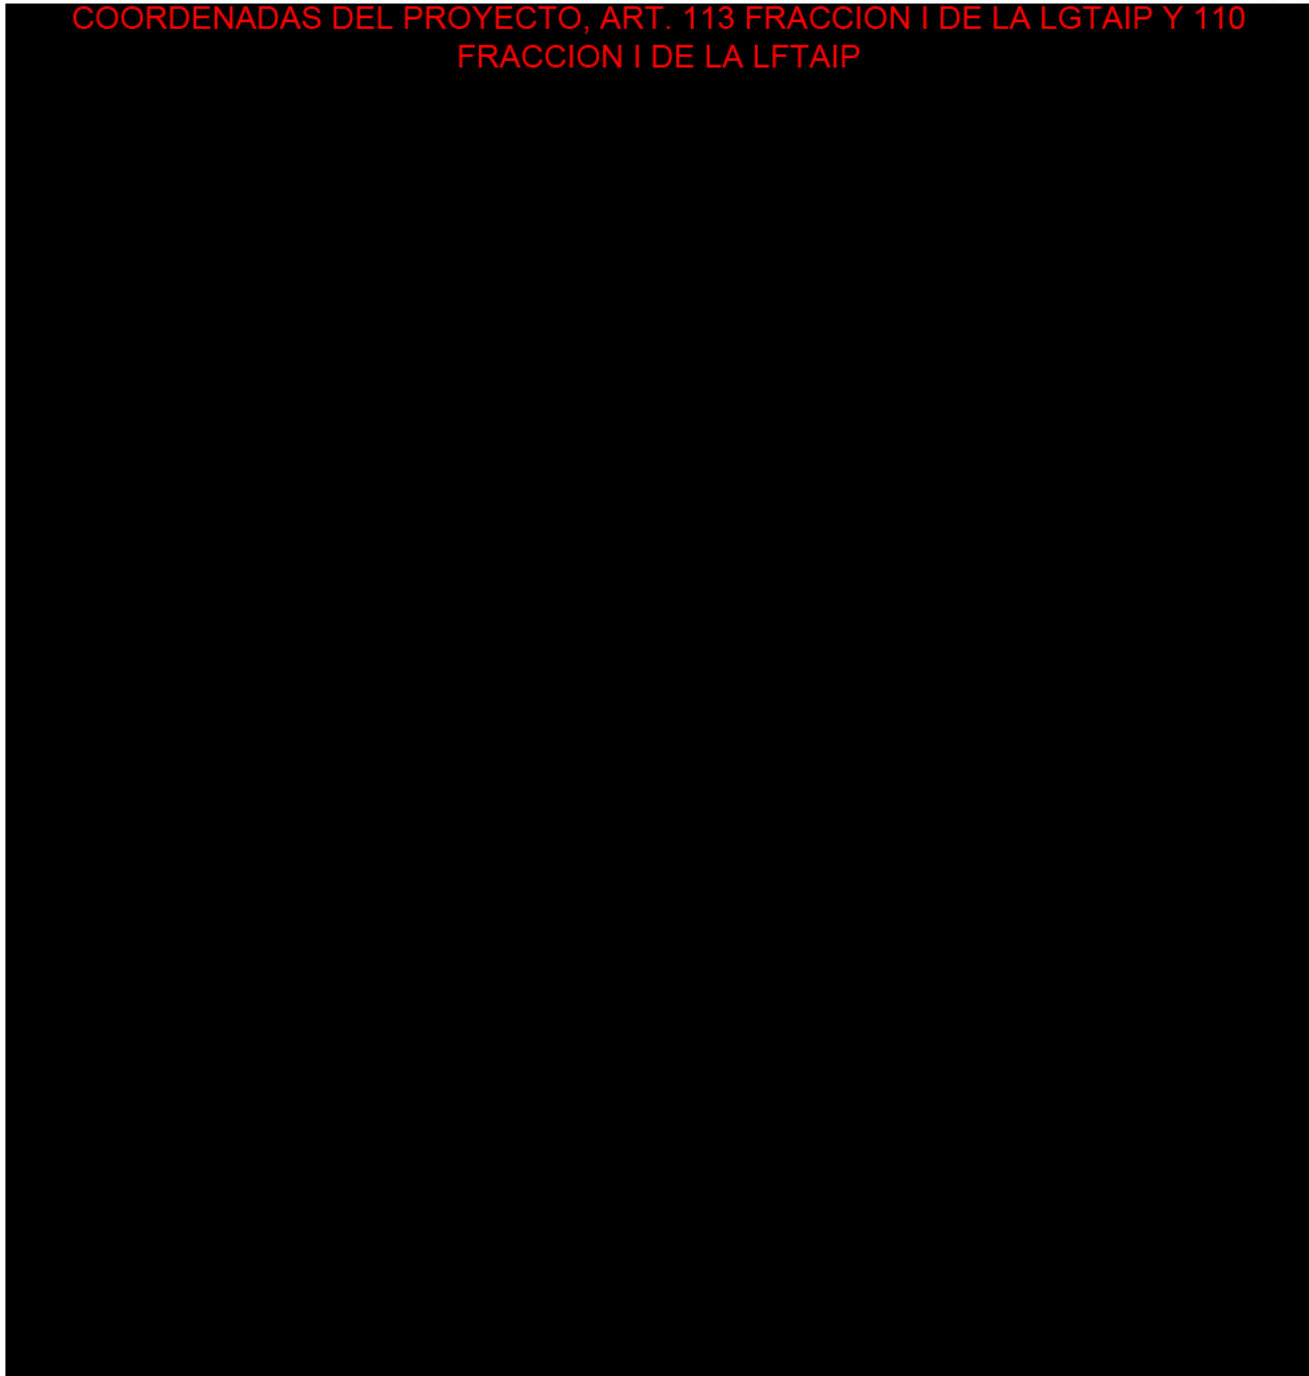 COORDENADAS DEL PROYECTO, ART. 113 FRACCION I DE LA LGTAIP Y 110
FRACCION I DE LA LFTAIP